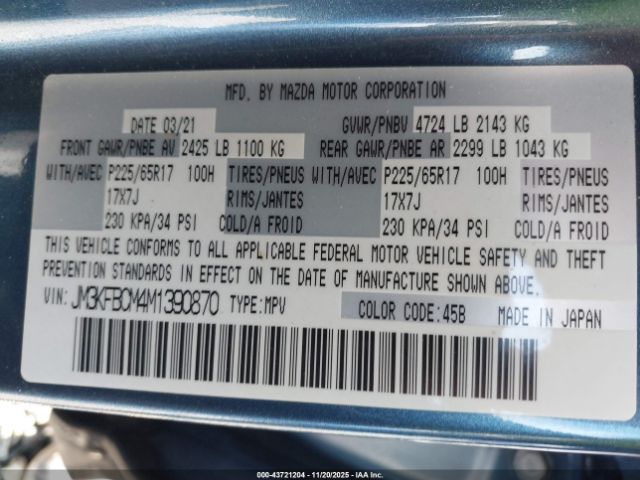 MFD. BY MAZDA MOTOR CORPORATION
DATE 03/21 GVWR/PNBV 4724 LB 2143 KG
FRONT GAWR/PNBE AV 2425 LB 1100 KG REAR GAWR/PNBE AR 2299 LB 1043 KG
WITH/AVEC P225/65R17 100H TIRES/PNEUS WITH/AVEC P225/65R17 100H TIRES/PNEUS
17X7J RIMS/JANTES 17X7J RIMS/JANTES
230 KPA/34 PSI COLD/A FROID 230 KPA/34 PSI COLD/A FROID
THIS VEHICLE CONFORMS TO ALL APPLICABLE FEDERAL MOTOR VEHICLE SAFETY AND THEFT
PREVENTION STANDARDS IN EFFECT ON THE DATE OF MANUFACTURE SHOWN ABOVE.
VIN: JM3KFBCM4M1390870 TYPE: MPV COLOR CODE: 45B MADE IN JAPAN
000-43721204 | 11/20/2025 | IAAI.com